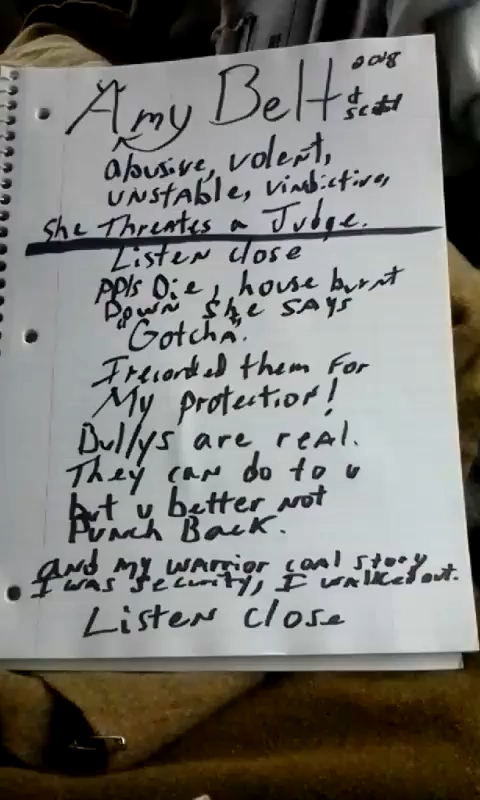 2018
Amy Belt
& Scott
abusive, volent,
UNSTABLE, vindictive,
She Threates a Judge.
Listen close
PPls Die, house burnt
Down she says
"Gotcha".
I recorded them For
My protection!
Bullys are real.
They can do to u
but u better Not
Punch Back.
and my warrior coal story
I was security, I walked out.
Listen close